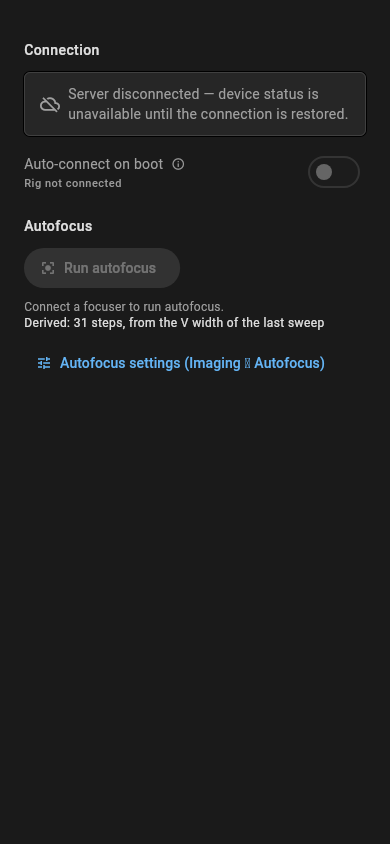 Connection
Server disconnected — device status is
unavailable until the connection is restored.
Auto-connect on boot
Rig not connected
Autofocus
Run autofocus
Connect a focuser to run autofocus.
Derived: 31 steps, from the V width of the last sweep
Autofocus settings (Imaging Autofocus)